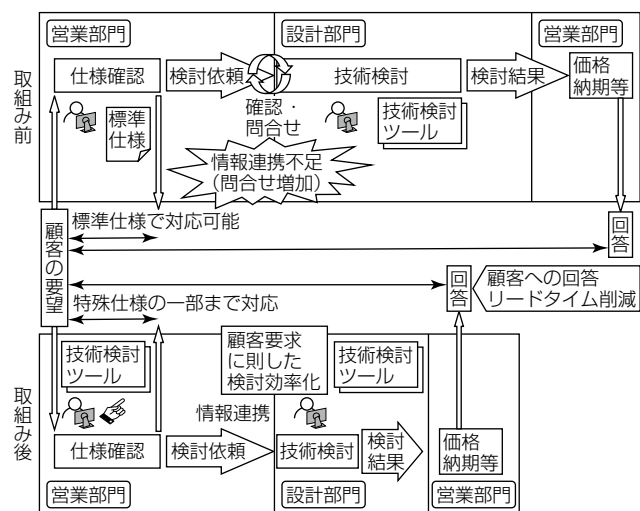 取組み前
営業部門
設計部門
営業部門
仕様確認
検討依頼
技術検討
検討結果
価格
納期等
標準
仕様
確認・
問合せ
技術検討
ツール
情報連携不足
(問合せ増加)
顧客の要望
標準仕様で対応可能
回答
特殊仕様の一部まで対応
回答
顧客への回答
リードタイム削減
取組み後
技術検討
ツール
顧客要求
に則した
検討効率化
技術検討
ツール
情報連携
仕様確認
検討依頼
技術検討
検討
結果
価格
納期等
営業部門
設計部門
営業部門